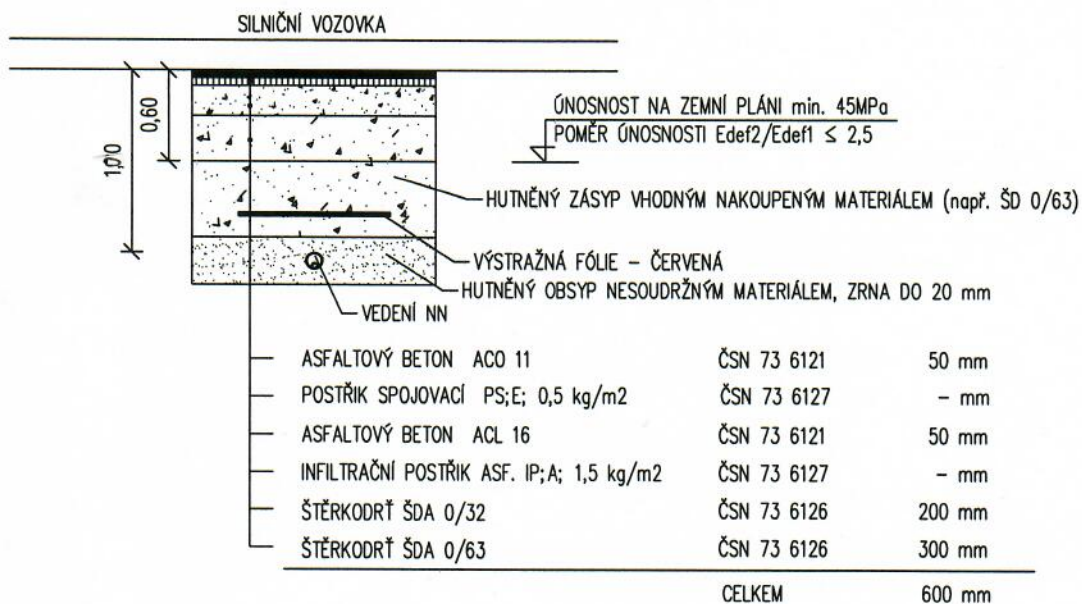 SILNIČNÍ VOZOVKA
0,60
1,00
ÚNOSNOST NA ZEMNÍ PLÁNI min. 45MPa
POMĚR ÚNOSNOSTI Edef2/Edef1 ≤ 2,5
HUTNĚNÝ ZÁSYP VHODNÝM NAKOUPENÝM MATERIÁLEM (např. ŠD 0/63)
VÝSTRAŽNÁ FÓLIE – ČERVENÁ
HUTNĚNÝ OBSYP NESOUDRŽNÝM MATERIÁLEM, ZRNA DO 20 mm
VEDENÍ NN
ASFALTOVÝ BETON ACO 11 ČSN 73 6121 50 mm
POSTŘIK SPOJOVACÍ PS;E; 0,5 kg/m2 ČSN 73 6127 – mm
ASFALTOVÝ BETON ACL 16 ČSN 73 6121 50 mm
INFILTRAČNÍ POSTŘIK ASF. IP;A; 1,5 kg/m2 ČSN 73 6127 – mm
ŠTĚRKODRŤ ŠDA 0/32 ČSN 73 6126 200 mm
ŠTĚRKODRŤ ŠDA 0/63 ČSN 73 6126 300 mm
CELKEM 600 mm